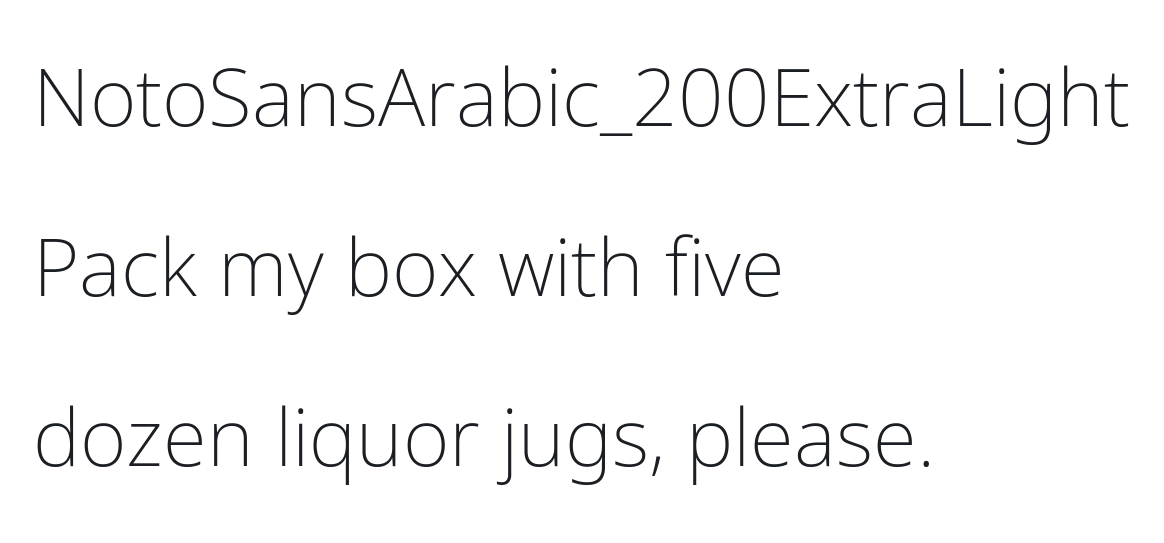 NotoSansArabic_200ExtraLight
Pack my box with five
dozen liquor jugs, please.